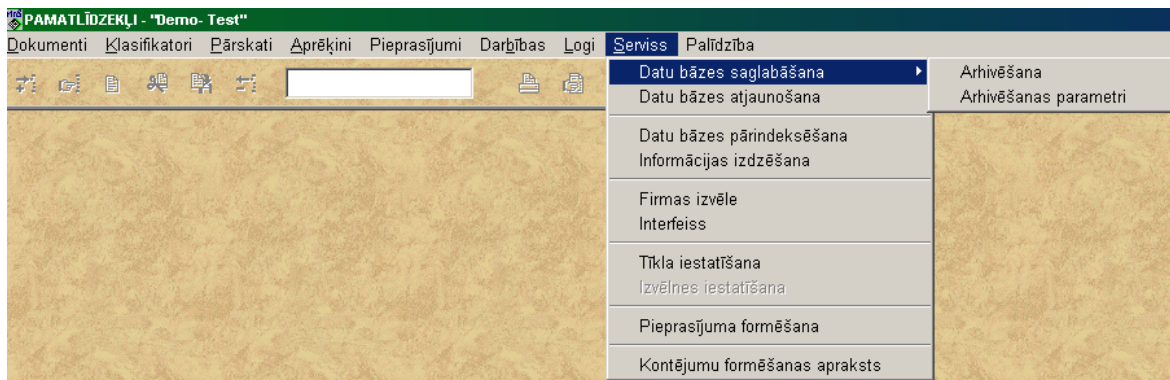 PAMATLĪDZEKĻI - "Demo- Test"
Dokumenti Klasifikatori Pārskati Aprēķini Pieprasījumi Darbības Logi Serviss Palīdzība
Datu bāzes saglabāšana Arhivēšana
Datu bāzes atjaunošana Arhivēšanas parametri
Datu bāzes pārindeksēšana
Informācijas izdzēšana
Firmas izvēle
Interfeiss
Tīkla iestatīšana
Izvēlnes iestatīšana
Pieprasījuma formēšana
Kontējumu formēšanas apraksts